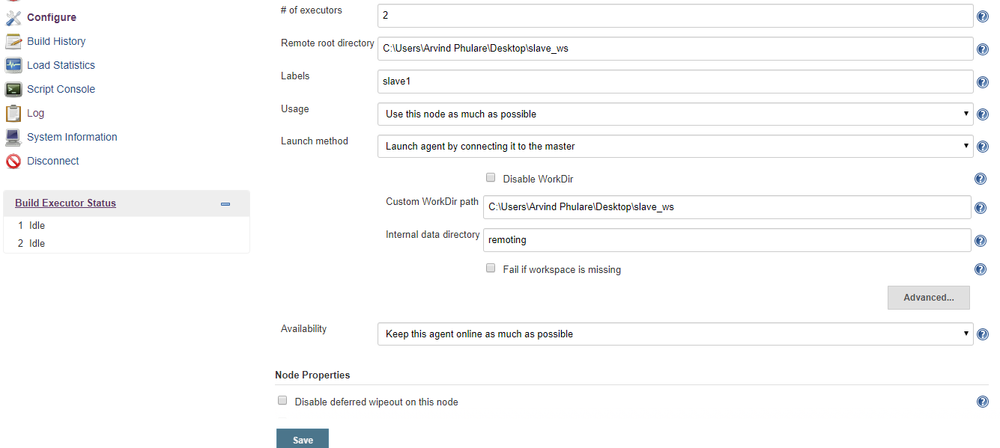 Configure
Build History
Load Statistics
Script Console
Log
System Information
Disconnect
Build Executor Status
1 Idle
2 Idle
# of executors 2
Remote root directory C:\Users\Arvind Phulare\Desktop\slave_ws
Labels slave1
Usage Use this node as much as possible
Launch method Launch agent by connecting it to the master
Disable WorkDir
Custom WorkDir path C:\Users\Arvind Phulare\Desktop\slave_ws
Internal data directory remoting
Fail if workspace is missing
Advanced...
Availability Keep this agent online as much as possible
Node Properties
Disable deferred wipeout on this node
Save